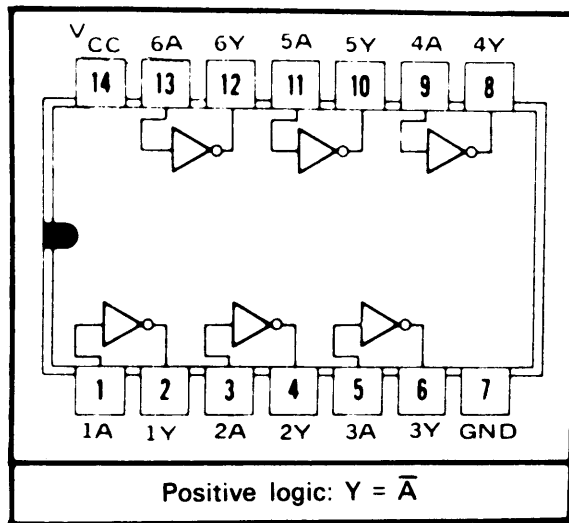 VCC 6A 6Y 5A 5Y 4A 4Y
14 13 12 11 10 9 8
1 2 3 4 5 6 7
1A 1Y 2A 2Y 3A 3Y GND
Positive logic: Y = A̅